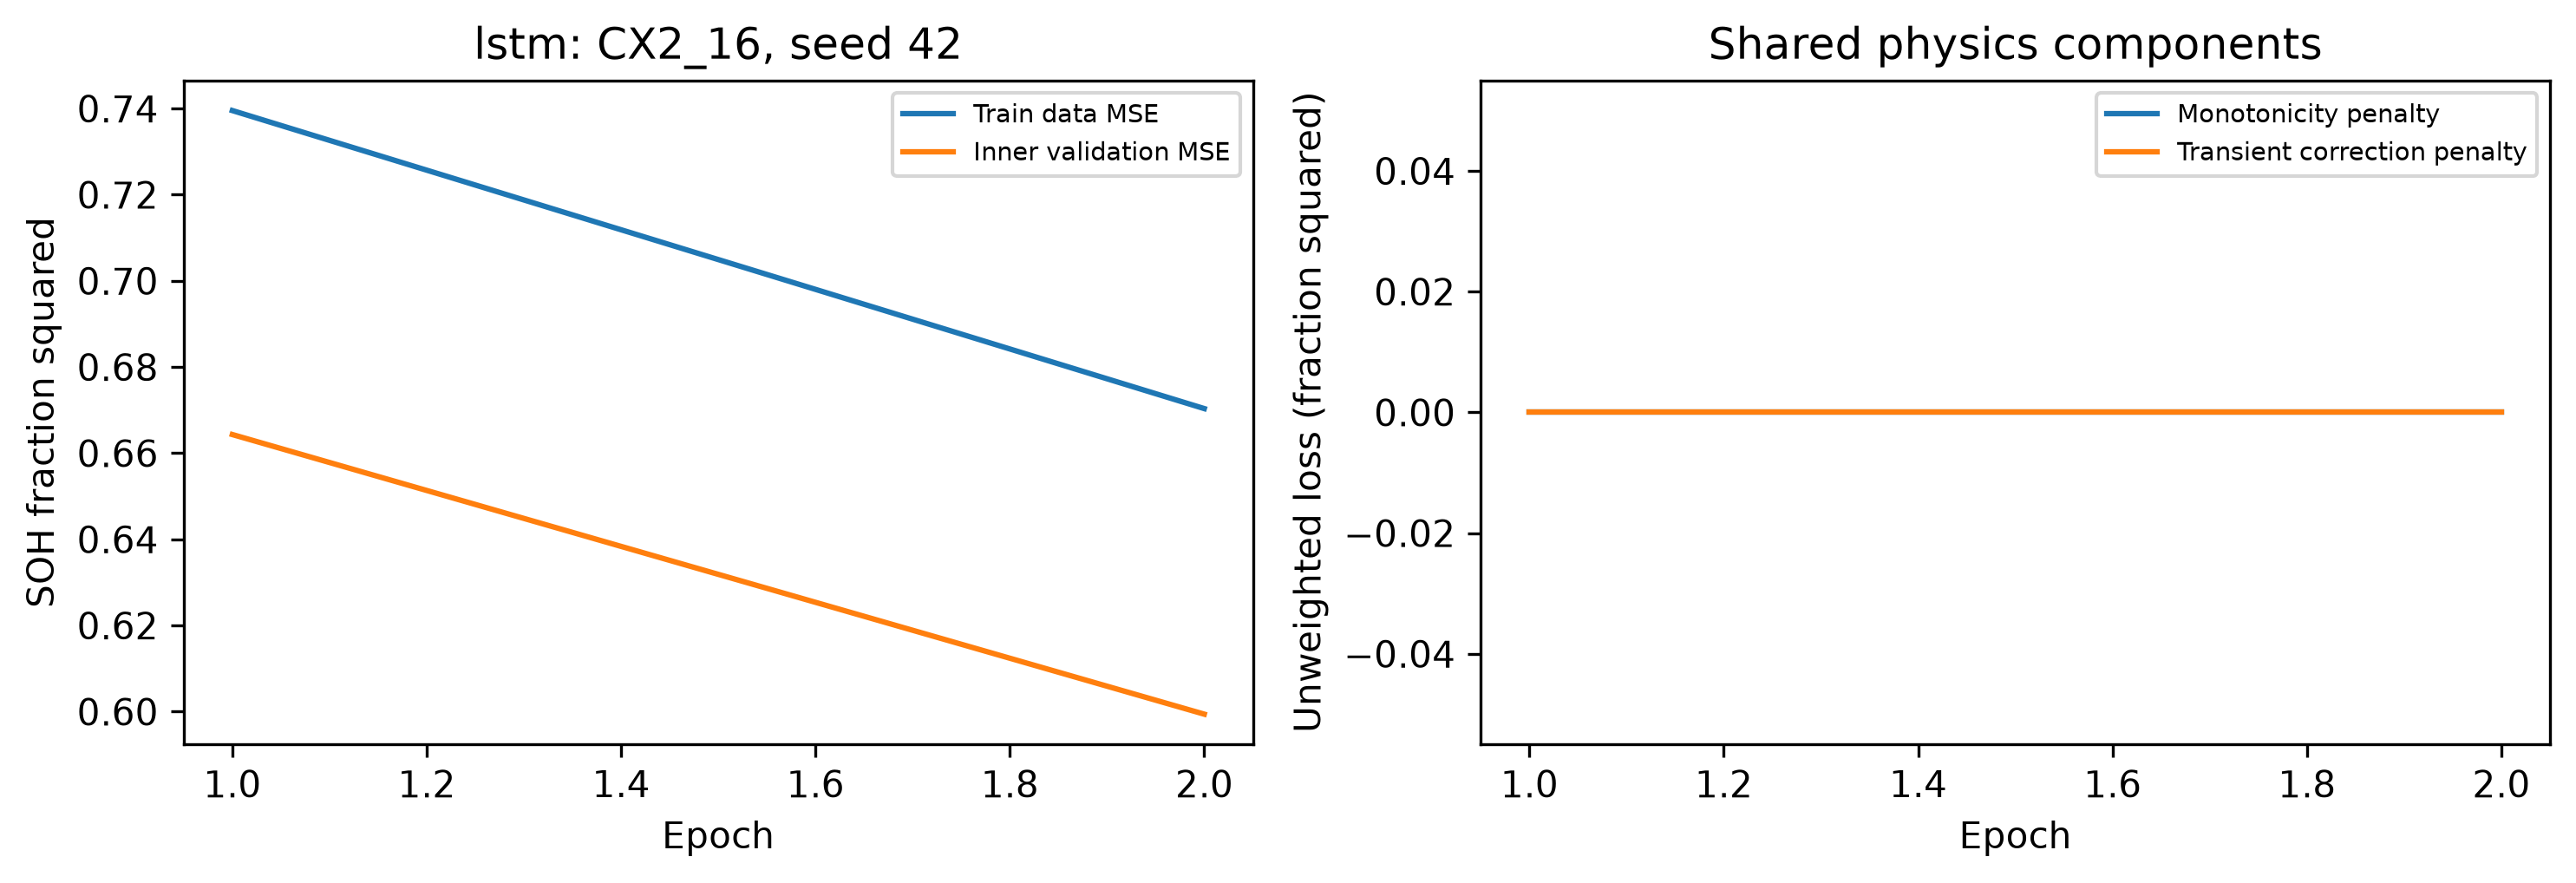 lstm: CX2_16, seed 42
SOH fraction squared
0.74
0.72
0.70
0.68
0.66
0.64
0.62
0.60
Train data MSE
Inner validation MSE
1.0 1.2 1.4 1.6 1.8 2.0
Epoch
Shared physics components
Unweighted loss (fraction squared)
0.04
0.02
0.00
−0.02
−0.04
Monotonicity penalty
Transient correction penalty
1.0 1.2 1.4 1.6 1.8 2.0
Epoch